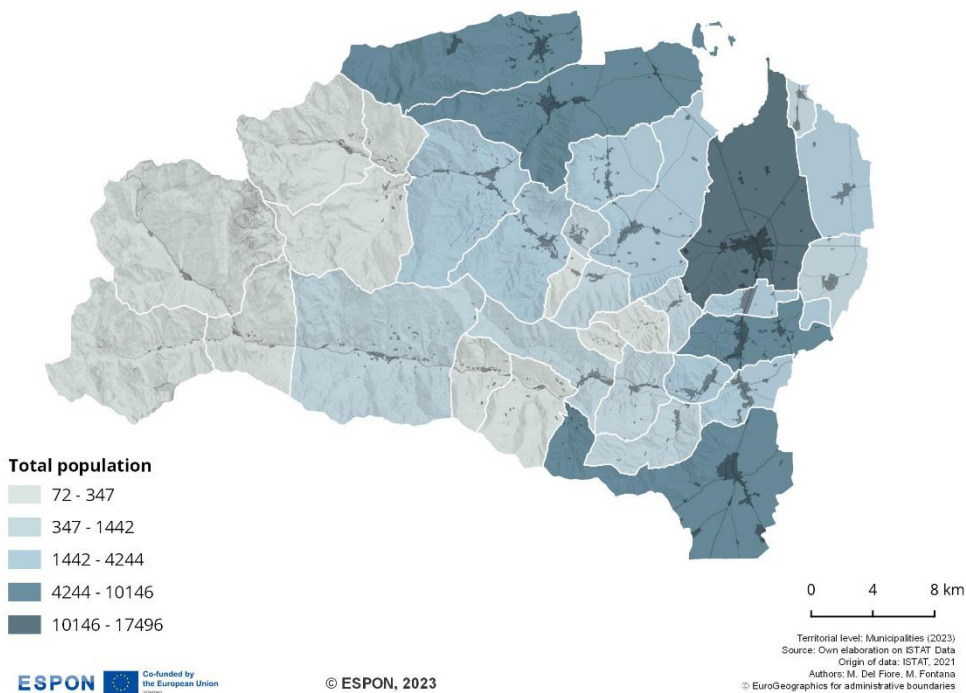 Total population
72 - 347
347 - 1442
1442 - 4244
4244 - 10146
10146 - 17496
0 4 8 km
Territorial level: Municipalities (2023)
Source: Own elaboration on ISTAT Data
Origin of data: ISTAT, 2021
Authors: M. Del Fiore, M. Fontana
© EuroGeographics for administrative boundaries
ESPON
Co-funded by
the European Union
© ESPON, 2023